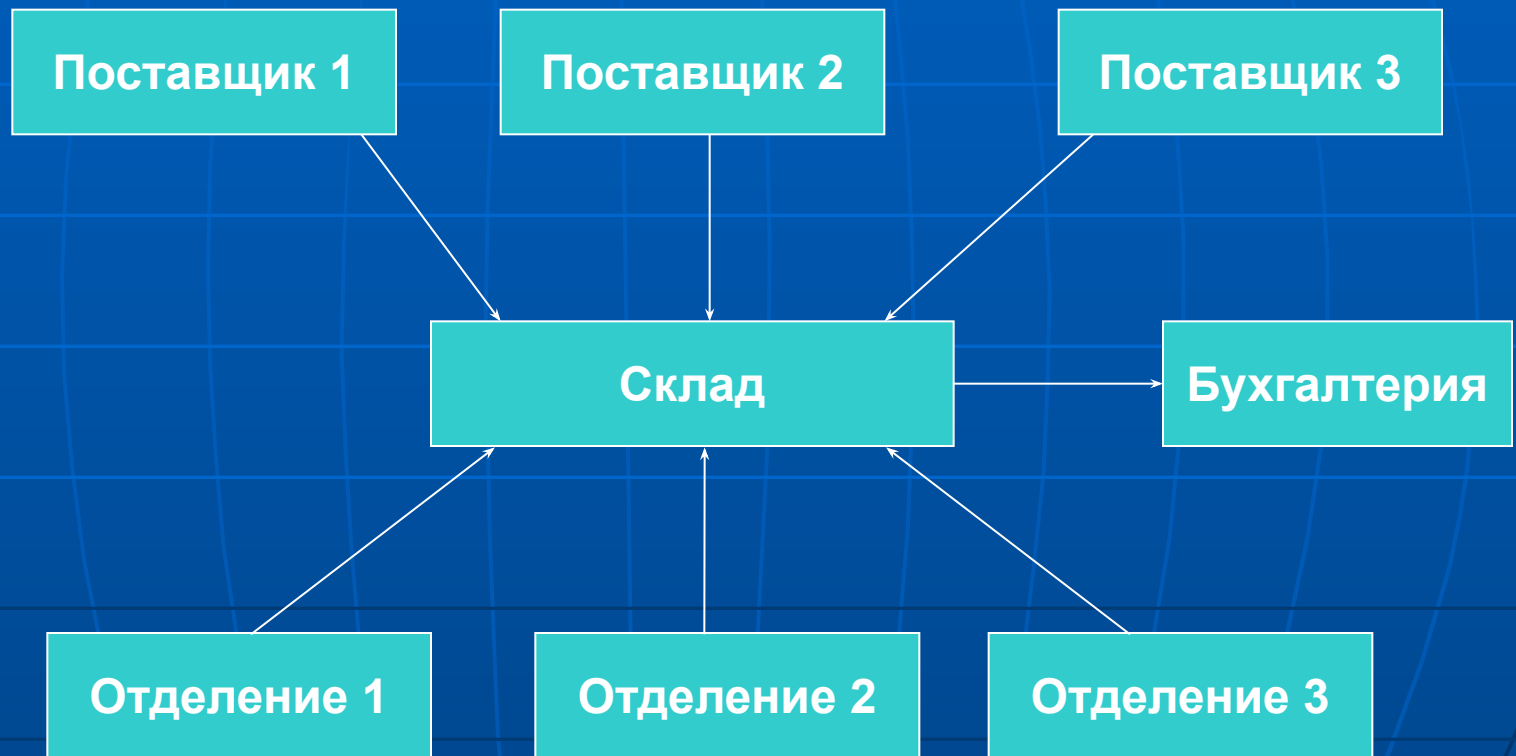 Поставщик 1
Поставщик 2
Поставщик 3
Склад
Бухгалтерия
Отделение 1
Отделение 2
Отделение 3